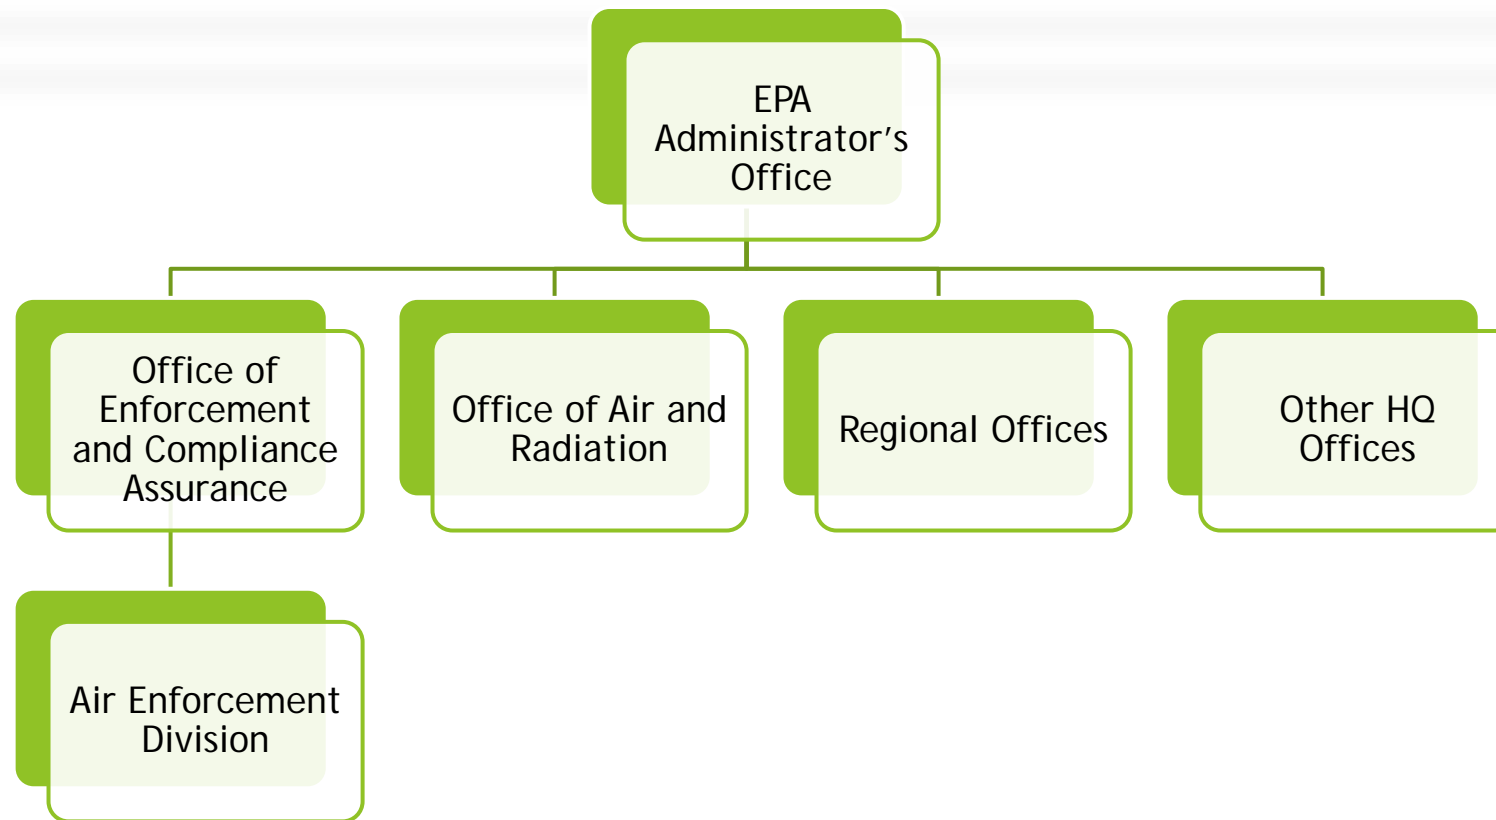 EPA
Administrator’s
Office
Office of
Enforcement
and Compliance
Assurance
Office of Air and
Radiation
Regional Offices
Other HQ
Offices
Air Enforcement
Division